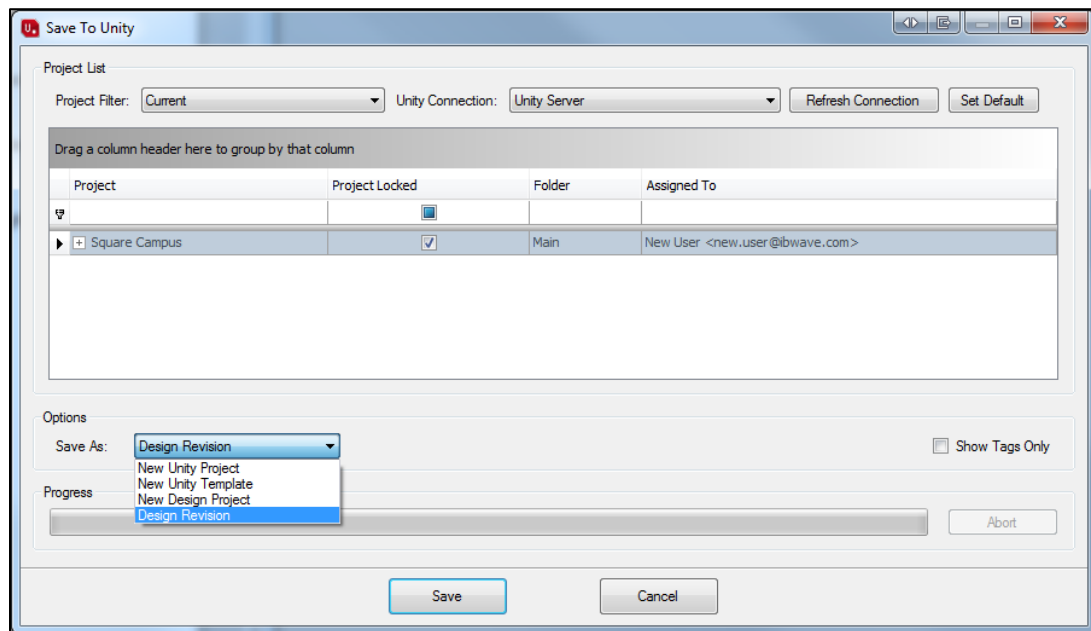 Save To Unity
Project List
Project Filter: Current Unity Connection: Unity Server Refresh Connection Set Default
Drag a column header here to group by that column
Project Project Locked Folder Assigned To
Square Campus Main New User <new.user@ibwave.com>
Options
Save As: Design Revision Show Tags Only
New Unity Project
New Unity Template
New Design Project
Design Revision
Progress
Abort
Save Cancel